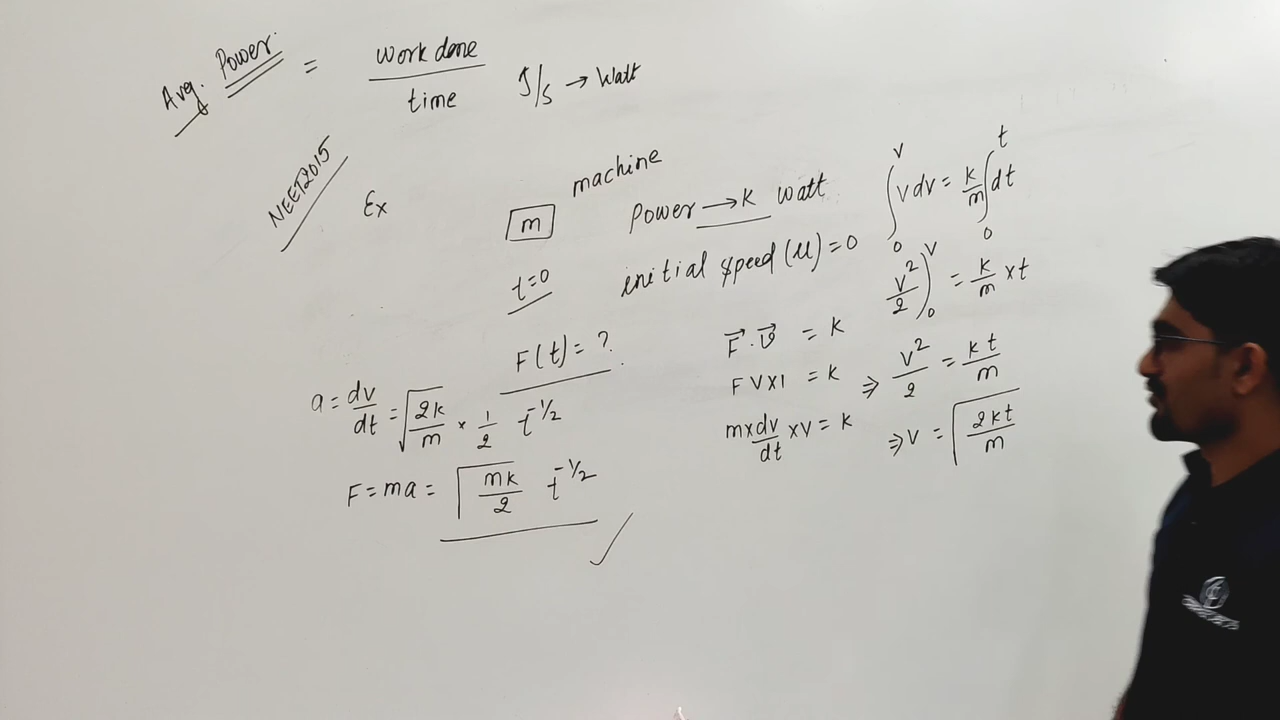 Avg. Power = work done / time J/s → Watt
NEET2015
Ex
machine
m
Power → k watt
t=0
initial speed (u) = 0
F(t) = ?
a = dv/dt = √(2k/m) × 1/2 t^-1/2
F = ma = √(mk/2) t^-1/2 ✓
F⃗ . v⃗ = k
F V × 1 = k
m × dv/dt × v = k
∫₀^v v dv = k/m ∫₀^t dt
v²/2 )₀^v = k/m × t
⇒ v²/2 = kt/m
⇒ v = √(2kt/m)